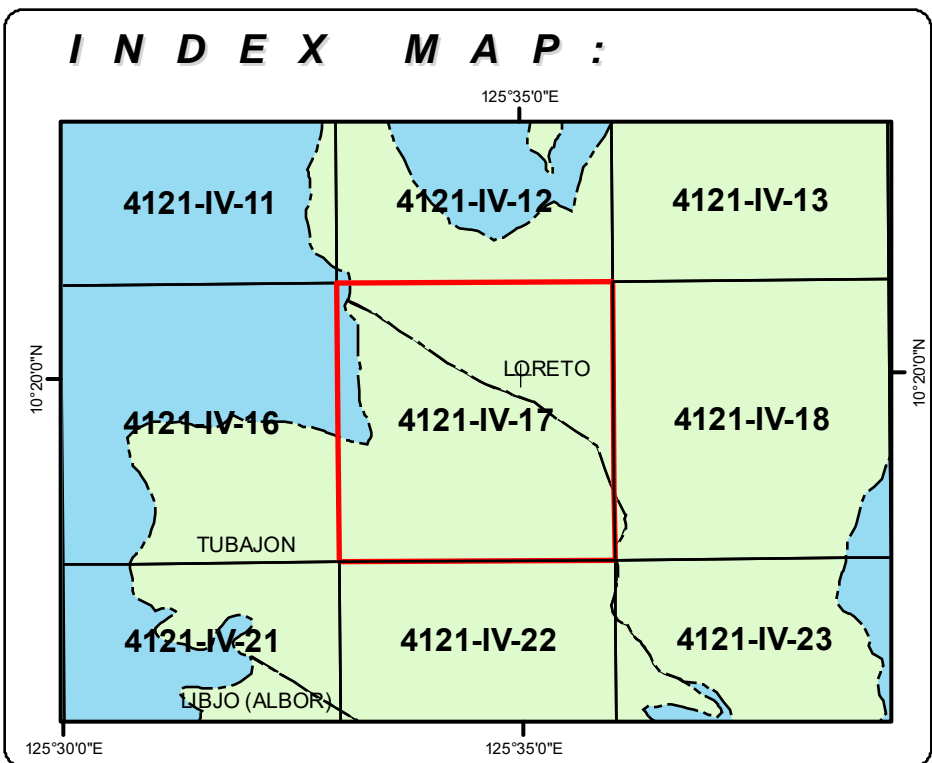 INDEX MAP:
125°35'0"E
4121-IV-11 4121-IV-12 4121-IV-13
10°20'0"N
LORETO
10°20'0"N
4121-IV-16 4121-IV-17 4121-IV-18
TUBAJON
4121-IV-21 4121-IV-22 4121-IV-23
LIBJO (ALBOR)
125°30'0"E 125°35'0"E